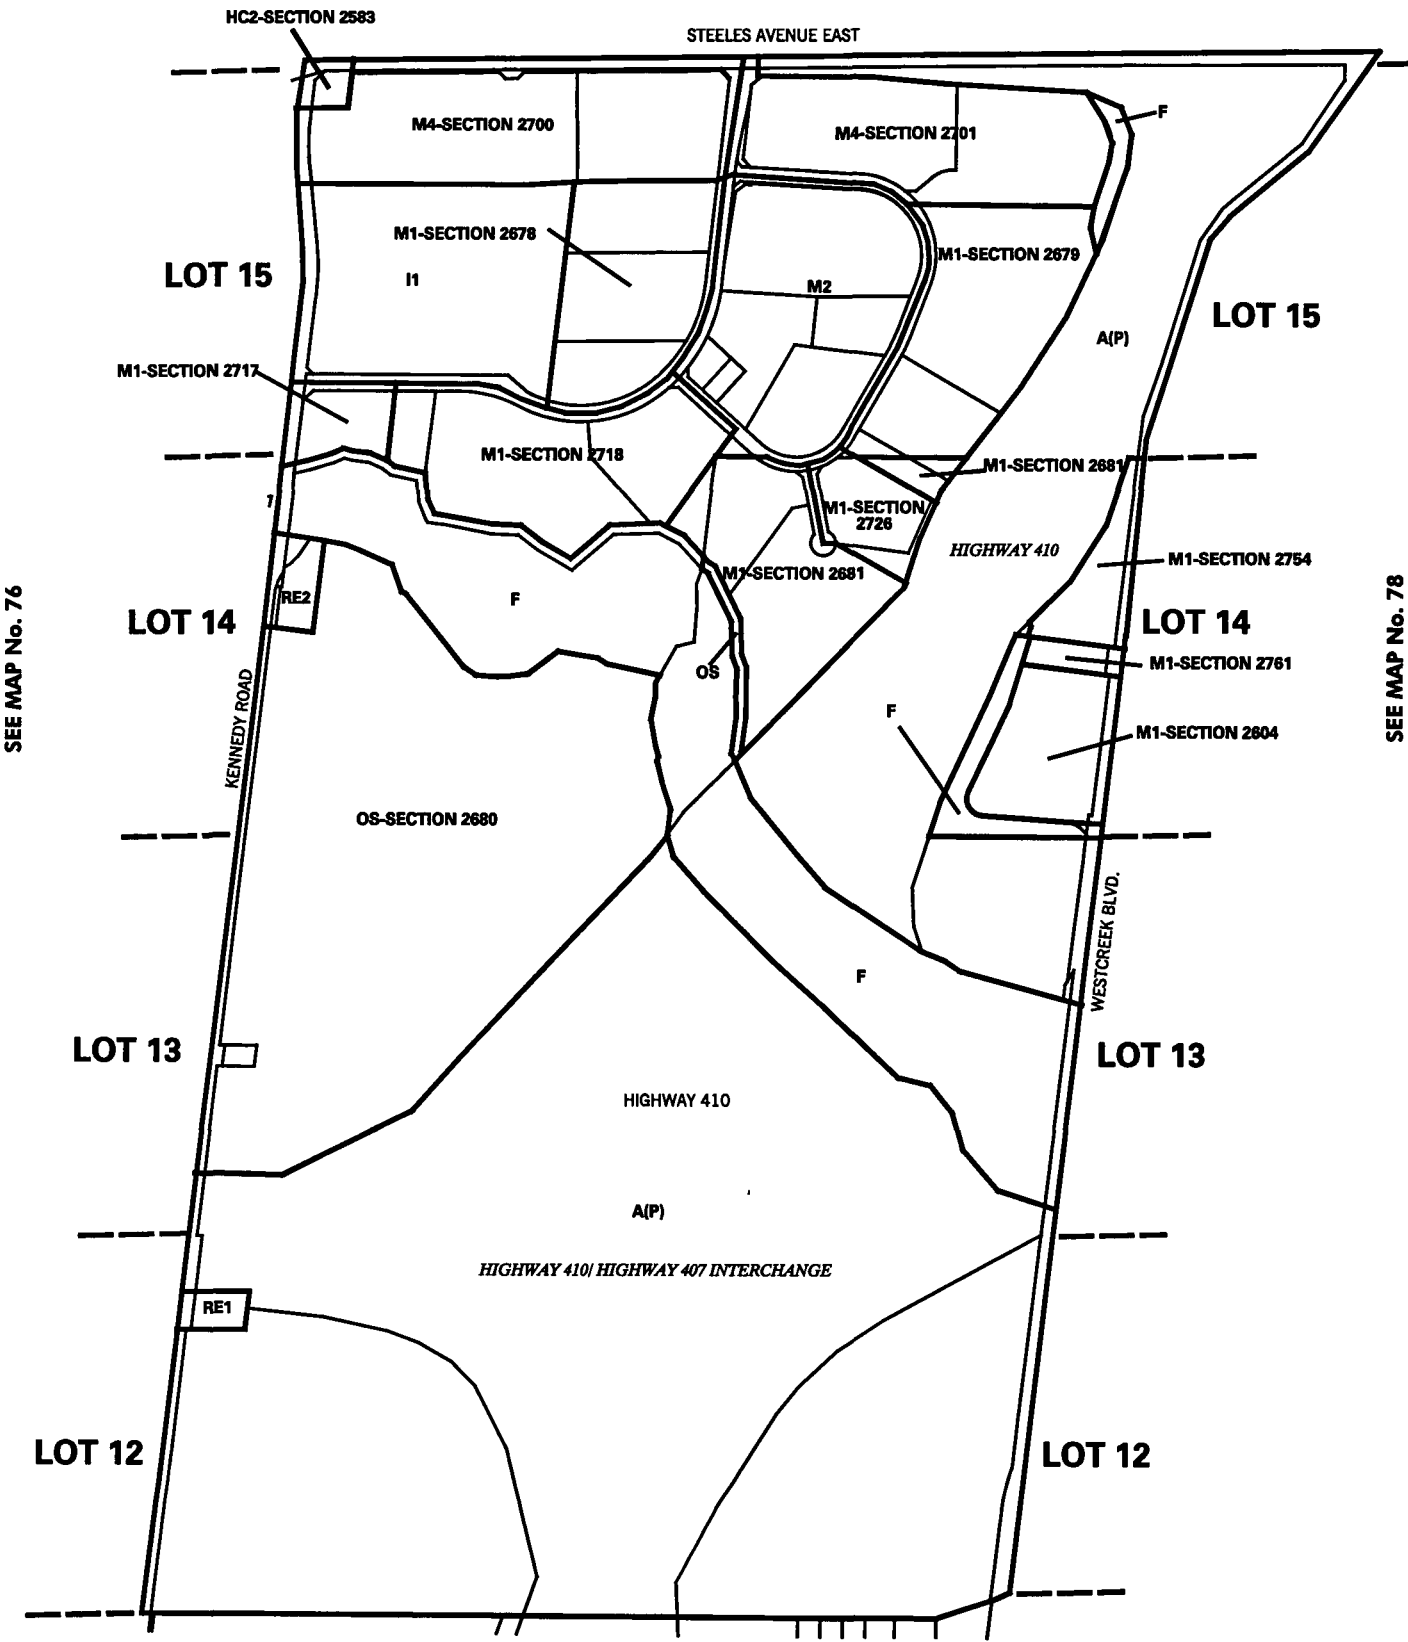 HC2-SECTION 2583
STEELES AVENUE EAST
M4-SECTION 2700
M4-SECTION 2701
F
M1-SECTION 2678
M1-SECTION 2679
LOT 15
I1
M2
LOT 15
A(P)
M1-SECTION 2717
M1-SECTION 2718
M1-SECTION 2681
M1-SECTION
2726
HIGHWAY 410
M1-SECTION 2754
M1-SECTION 2681
SEE MAP No. 76
RE2
F
SEE MAP No. 78
LOT 14
LOT 14
M1-SECTION 2761
OS
KENNEDY ROAD
F
M1-SECTION 2604
OS-SECTION 2680
WESTCREEK BLVD.
F
LOT 13
LOT 13
HIGHWAY 410
A(P)
HIGHWAY 410/ HIGHWAY 407 INTERCHANGE
RE1
LOT 12
LOT 12